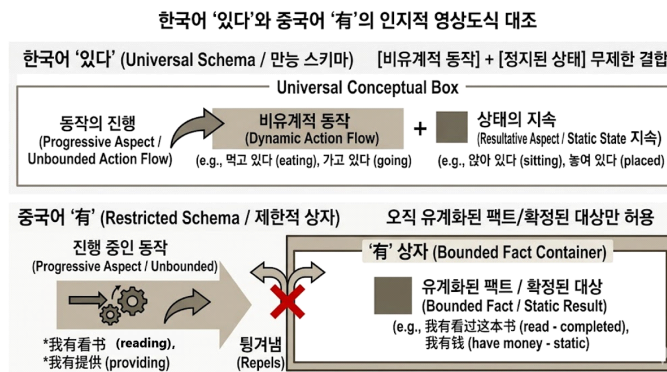 한국어 ‘있다’와 중국어 ‘有’의 인지적 영상도식 대조
한국어 ‘있다’ (Universal Schema / 만능 스키마) [비유계적 동작] + [정지된 상태] 무제한 결합
Universal Conceptual Box
동작의 진행
(Progressive Aspect /
Unbounded Action Flow)
비유계적 동작
(Dynamic Action Flow)
(e.g., 먹고 있다 (eating), 가고 있다 (going)
+
상태의 지속
(Resultative Aspect / Static State 지속)
(e.g., 앉아 있다 (sitting), 놓여 있다 (placed)
중국어 ‘有’ (Restricted Schema / 제한적 상자) 오직 유계화된 팩트/확정된 대상만 허용
진행 중인 동작
(Progressive Aspect / Unbounded)
*我有看书 (reading),
*我有提供 (providing)
튕겨냄
(Repels)
‘有’ 상자 (Bounded Fact Container)
유계화된 팩트 / 확정된 대상
(Bounded Fact / Static Result)
(e.g., 我有看过这本书 (read - completed),
我有钱 (have money - static)